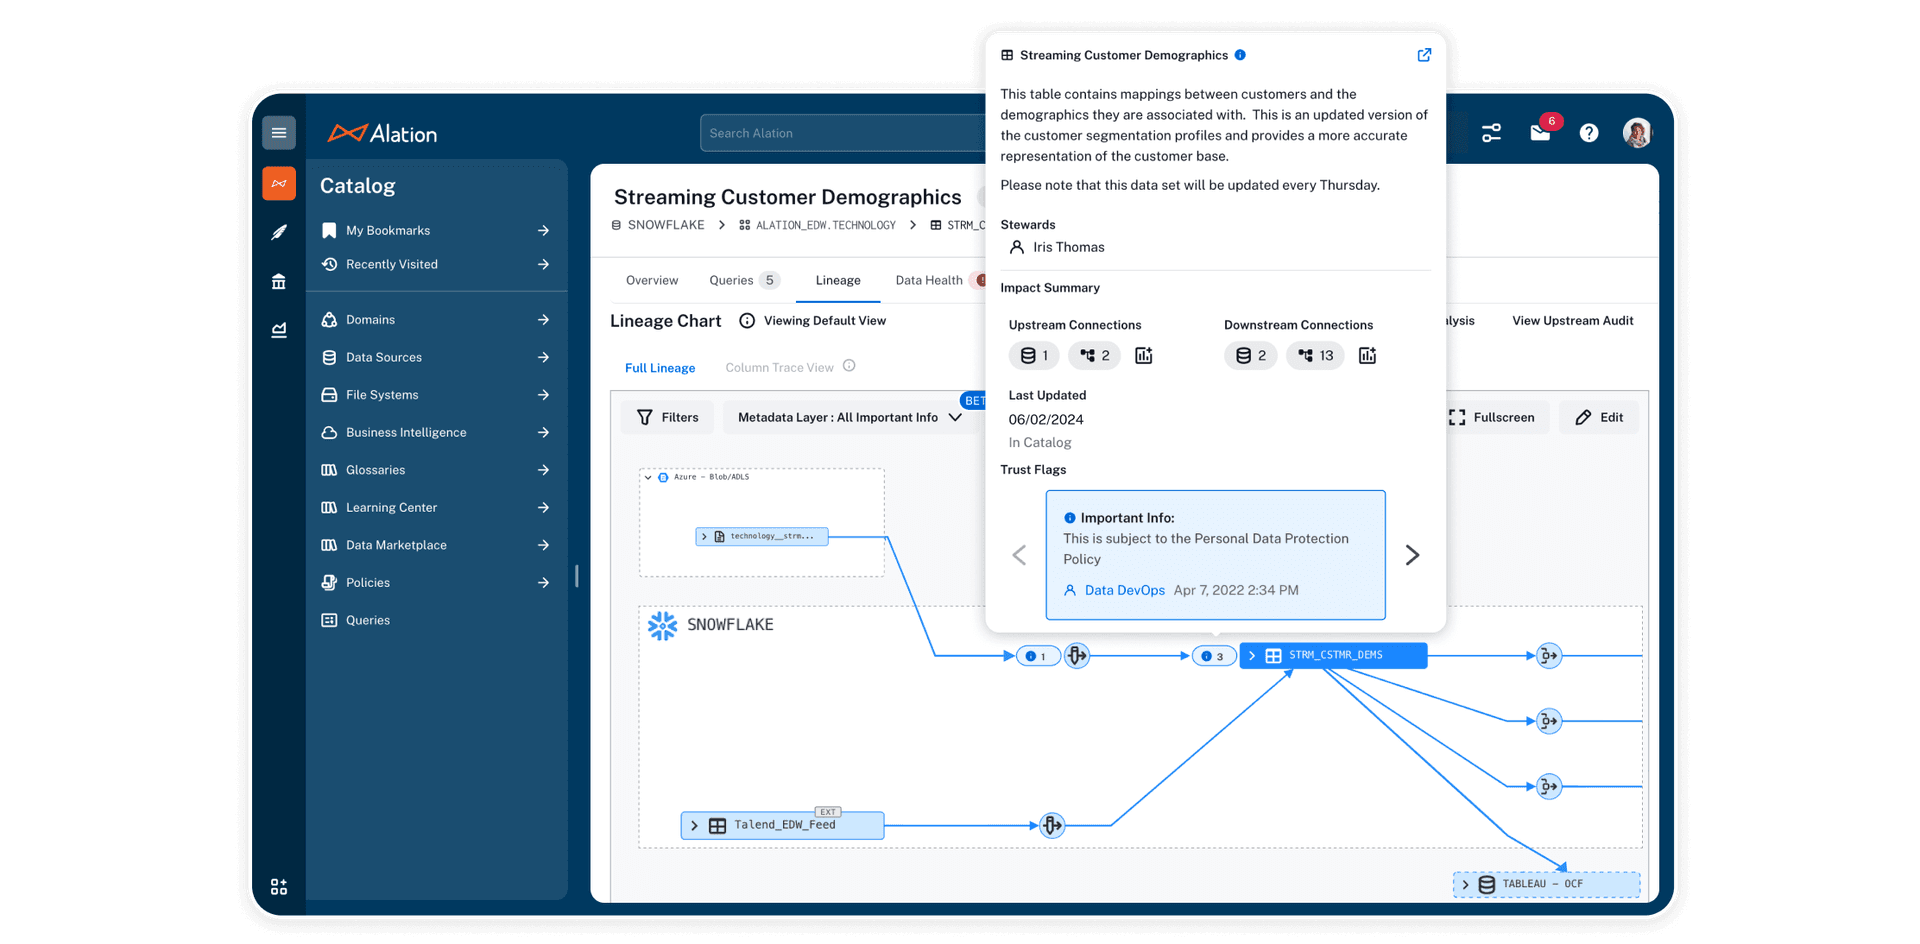 Alation
Search Alation
6
Catalog
My Bookmarks
Recently Visited
Domains
Data Sources
File Systems
Business Intelligence
Glossaries
Learning Center
Data Marketplace
Policies
Queries
Streaming Customer Demographics
SNOWFLAKE > ALATION_EDW.TECHNOLOGY > STRM_C
Overview
Queries 5
Lineage
Data Health
Lineage Chart
Viewing Default View
View Upstream Audit
Full Lineage
Column Trace View
Filters
Metadata Layer : All Important Info
BET
Fullscreen
Edit
Streaming Customer Demographics
This table contains mappings between customers and the
demographics they are associated with. This is an updated version of
the customer segmentation profiles and provides a more accurate
representation of the customer base.
Please note that this data set will be updated every Thursday.
Stewards
Iris Thomas
Impact Summary
Upstream Connections
1 2
Downstream Connections
2 13
Last Updated
06/02/2024
In Catalog
Trust Flags
Important Info:
This is subject to the Personal Data Protection
Policy
Data DevOps Apr 7, 2022 2:34 PM
Azure – Blob/ADLS
technology__strm...
SNOWFLAKE
1
3
STRM_CSTMR_DEMS
EXT
Talend_EDW_Feed
TABLEAU – OCF